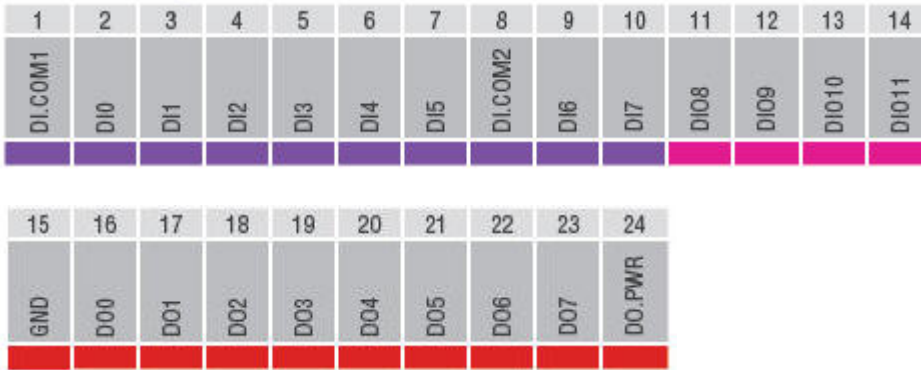 1 2 3 4 5 6 7 8 9 10 11 12 13 14
DI.COM1 DI0 DI1 DI2 DI3 DI4 DI5 DI.COM2 DI6 DI7 DIO8 DIO9 DIO10 DIO11
15 16 17 18 19 20 21 22 23 24
GND DO0 DO1 DO2 DO3 DO4 DO5 DO6 DO7 DO.PWR